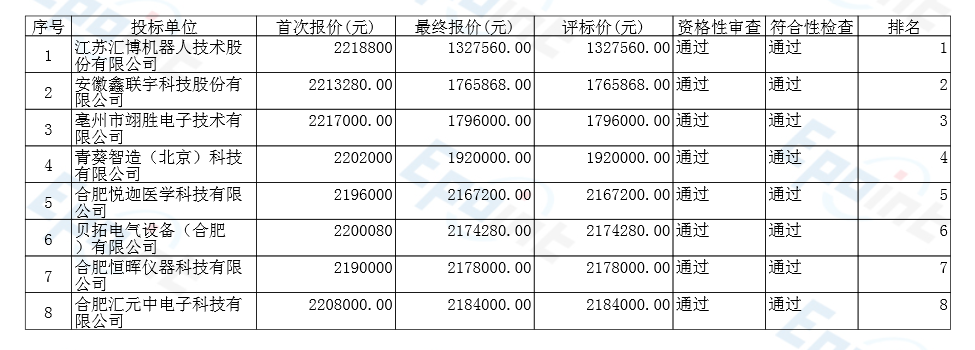 序号 投标单位 首次报价(元) 最终报价(元) 评标价(元) 资格性审查 符合性检查 排名
1 江苏汇博机器人技术股份有限公司 2218800 1327560.00 1327560.00 通过 通过 1
2 安徽鑫联宇科技股份有限公司 2213280.00 1765868.00 1765868.00 通过 通过 2
3 亳州市翊胜电子技术有限公司 2217000.00 1796000.00 1796000.00 通过 通过 3
4 青葵智造（北京）科技有限公司 2202000 1920000.00 1920000.00 通过 通过 4
5 合肥悦迦医学科技有限公司 2196000 2167200.00 2167200.00 通过 通过 5
6 贝拓电气设备（合肥）有限公司 2200080 2174280.00 2174280.00 通过 通过 6
7 合肥恒晖仪器科技有限公司 2190000 2178000.00 2178000.00 通过 通过 7
8 合肥汇元中电子科技有限公司 2208000.00 2184000.00 2184000.00 通过 通过 8
Epoint